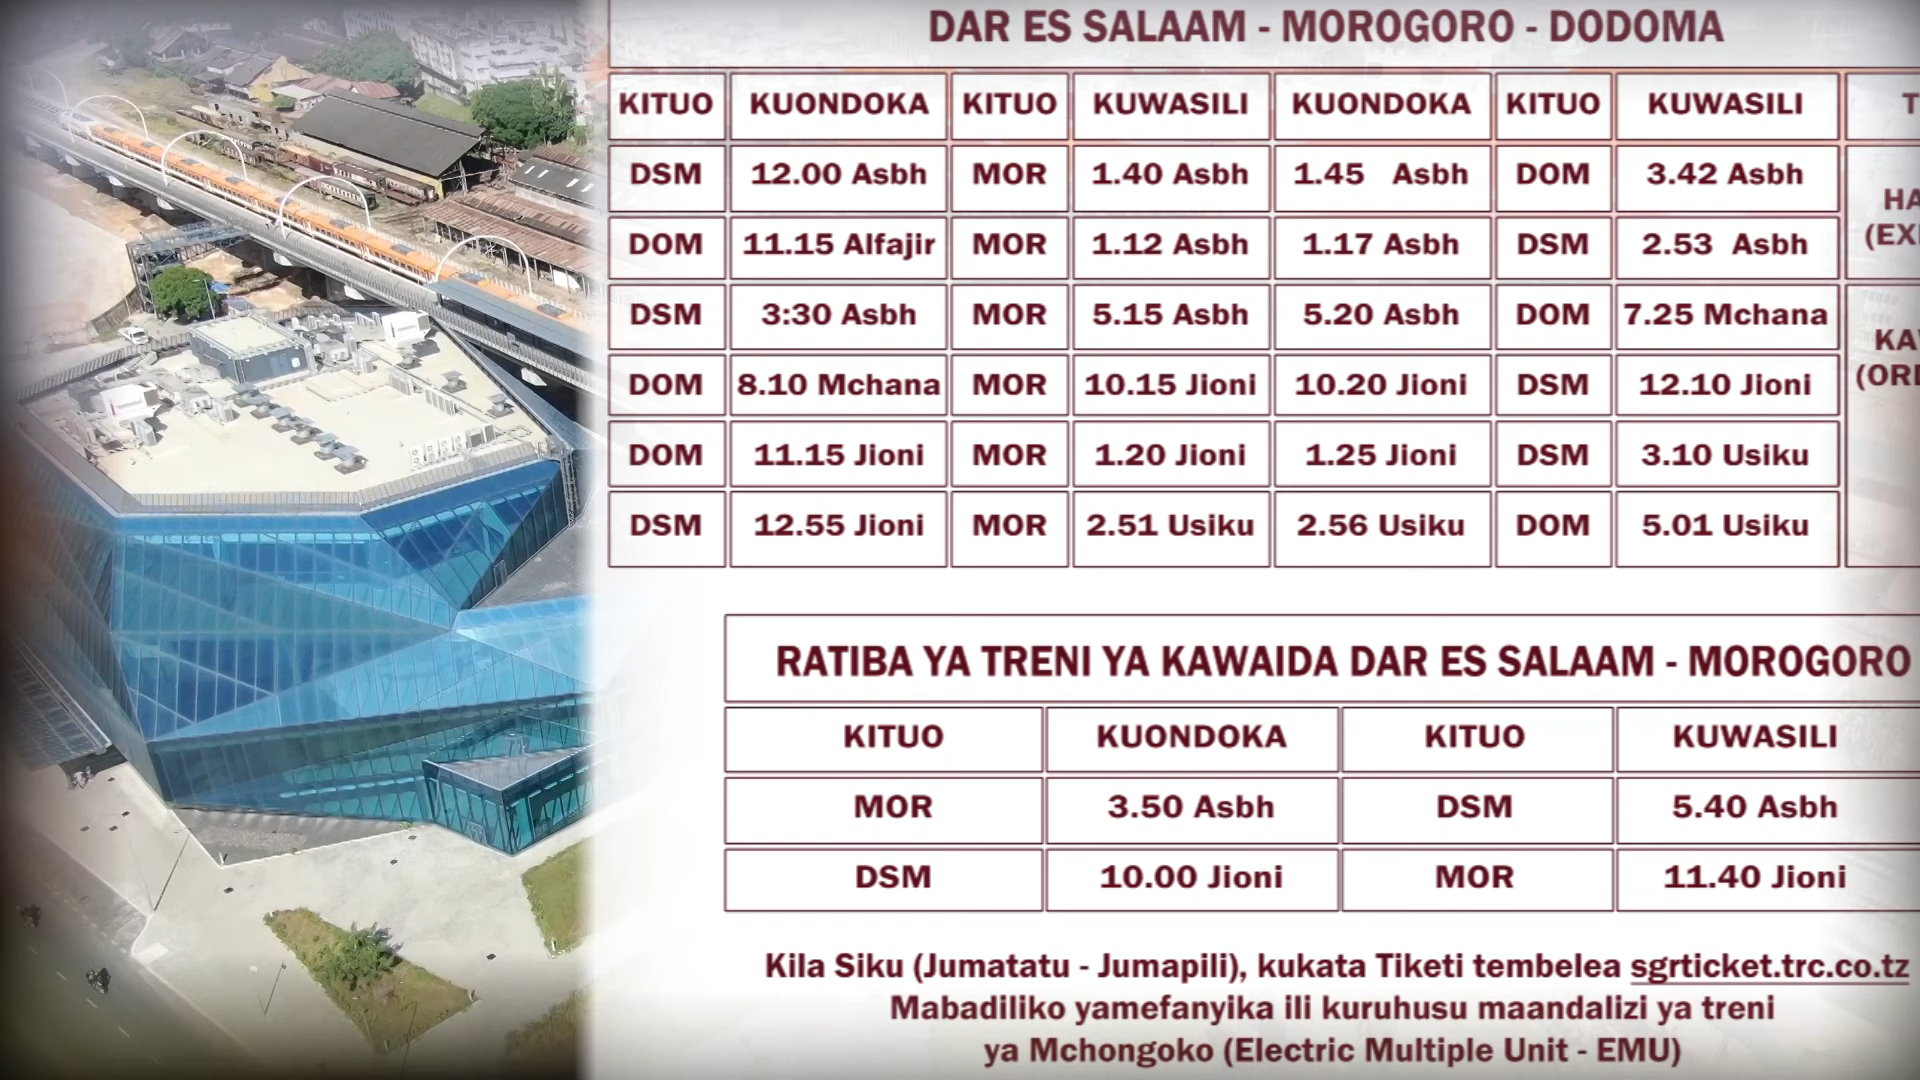 DAR ES SALAAM - MOROGORO - DODOMA
KITUO KUONDOKA KITUO KUWASILI KUONDOKA KITUO KUWASILI
DSM 12.00 Asbh MOR 1.40 Asbh 1.45 Asbh DOM 3.42 Asbh
DOM 11.15 Alfajir MOR 1.12 Asbh 1.17 Asbh DSM 2.53 Asbh
DSM 3:30 Asbh MOR 5.15 Asbh 5.20 Asbh DOM 7.25 Mchana
DOM 8.10 Mchana MOR 10.15 Jioni 10.20 Jioni DSM 12.10 Jioni
DOM 11.15 Jioni MOR 1.20 Jioni 1.25 Jioni DSM 3.10 Usiku
DSM 12.55 Jioni MOR 2.51 Usiku 2.56 Usiku DOM 5.01 Usiku
RATIBA YA TRENI YA KAWAIDA DAR ES SALAAM - MOROGORO
KITUO KUONDOKA KITUO KUWASILI
MOR 3.50 Asbh DSM 5.40 Asbh
DSM 10.00 Jioni MOR 11.40 Jioni
Kila Siku (Jumatatu - Jumapili), kukata Tiketi tembelea sgrticket.trc.co.tz
Mabadiliko yamefanyika ili kuruhusu maandalizi ya treni
ya Mchongoko (Electric Multiple Unit - EMU)